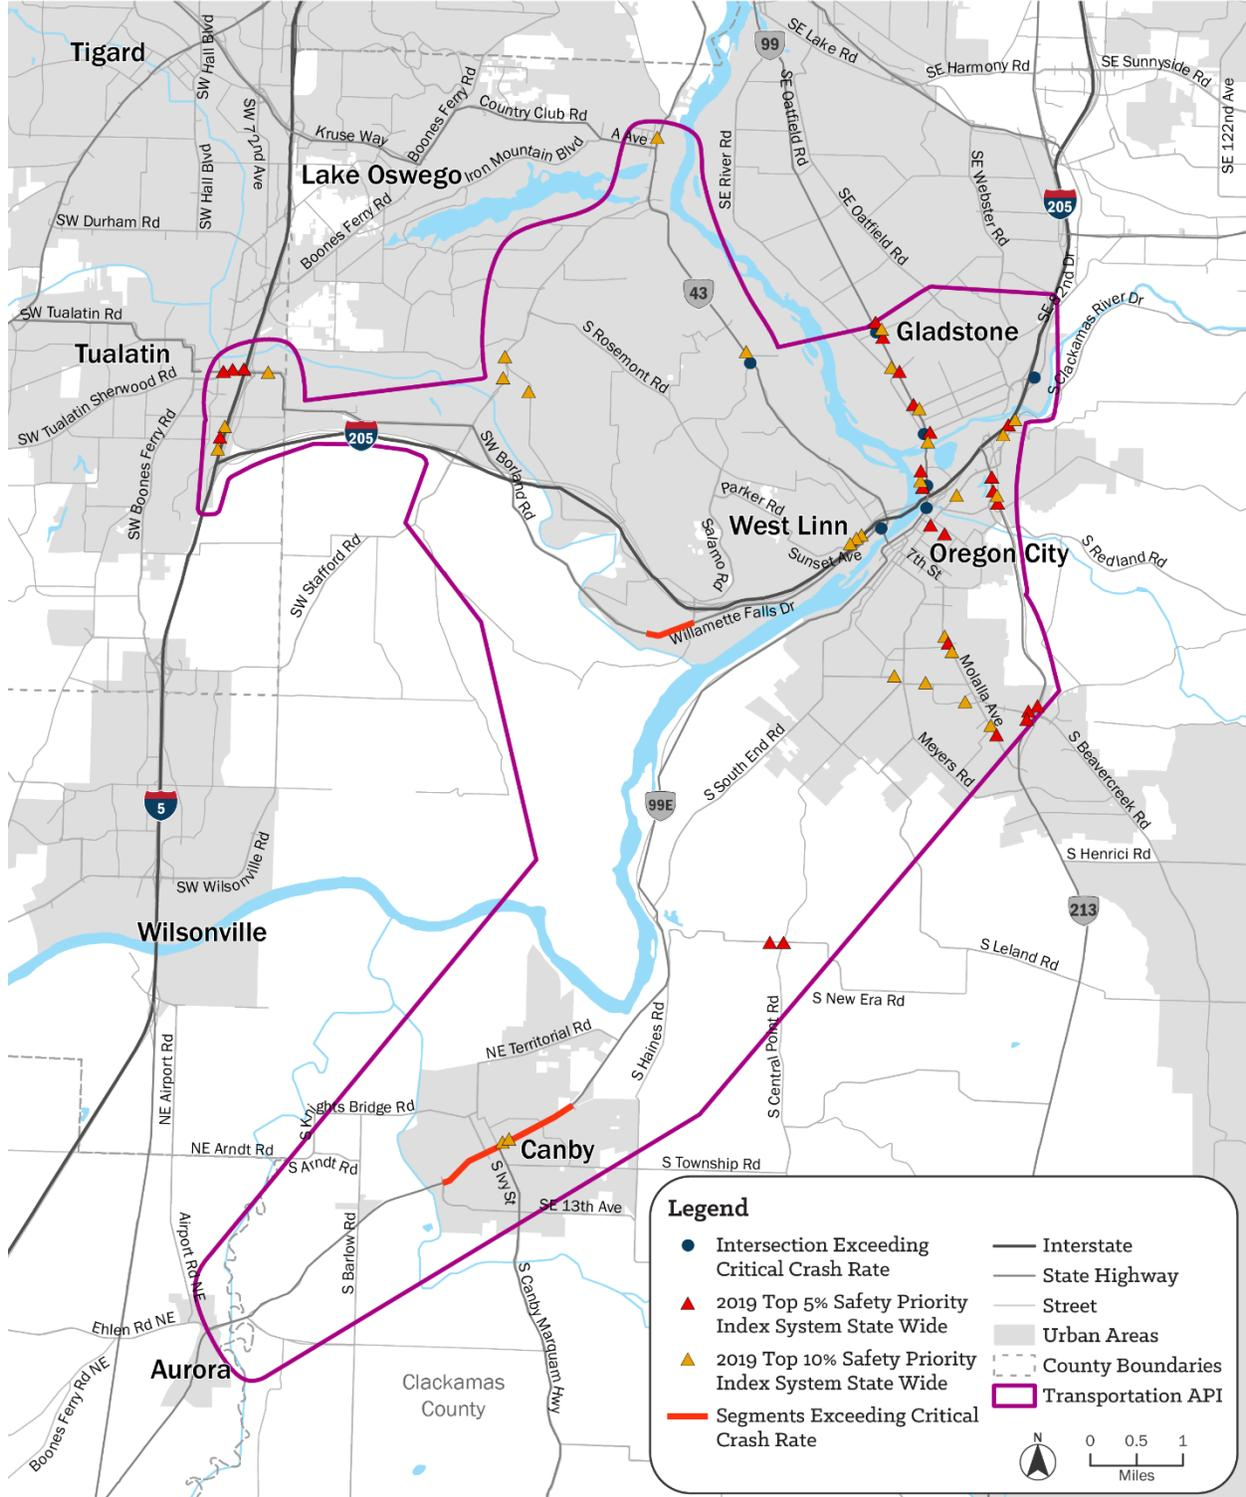 Tigard
SW Hall Blvd
SW 72nd Ave
Kruse Way
Boones Ferry Rd
Country Club Rd
A Ave
99
SE Lake Rd
SE Harmony Rd
SE Sunnyside Rd
SE 122nd Ave
SE Oatfield Rd
SE River Rd
SE Webster Rd
Lake Oswego
Iron Mountain Blvd
SW Hall Blvd
SW Durham Rd
Boones Ferry Rd
SE Oatfield Rd
205
SE 82nd Dr
43
S Clackamas River Dr
SW Tualatin Rd
Tualatin
Gladstone
S Rosemont Rd
SW Tualatin Sherwood Rd
SW Boones Ferry Rd
205
SW Borland Rd
Parker Rd
West Linn
Salamo Rd
Sunset Ave
7th St
Oregon City
S Redland Rd
SW Stafford Rd
Willamette Falls Dr
Molalla Ave
Meyers Rd
S South End Rd
S Beavercreek Rd
5
99E
S Henrici Rd
SW Wilsonville Rd
213
Wilsonville
S Leland Rd
S New Era Rd
NE Territorial Rd
S Haines Rd
S Central Point Rd
NE Airport Rd
S Knights Bridge Rd
NE Arndt Rd
S Arndt Rd
Canby
S Township Rd
S Ivy St
SE 13th Ave
Airport Rd NE
S Barlow Rd
S Canby Marquam Hwy
Ehlen Rd NE
Aurora
Boones Ferry Rd NE
Clackamas
County
Legend
Intersection Exceeding
Critical Crash Rate
2019 Top 5% Safety Priority
Index System State Wide
2019 Top 10% Safety Priority
Index System State Wide
Segments Exceeding Critical
Crash Rate
Interstate
State Highway
Street
Urban Areas
County Boundaries
Transportation API
N
0 0.5 1
Miles